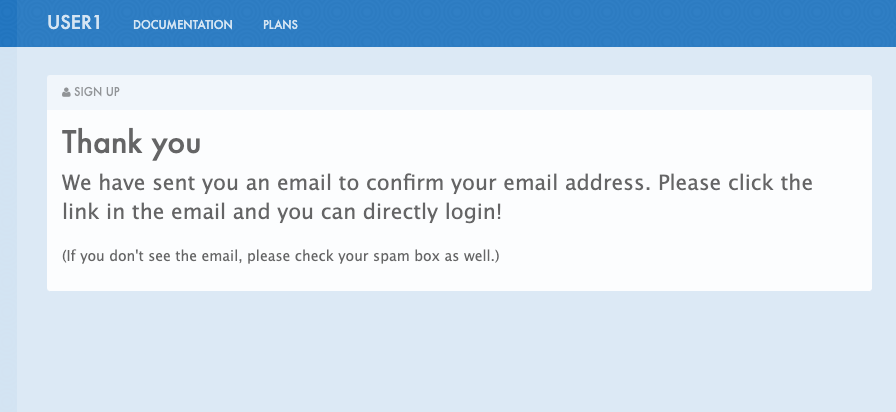 USER1 DOCUMENTATION PLANS
SIGN UP
Thank you
We have sent you an email to confirm your email address. Please click the
link in the email and you can directly login!
(If you don't see the email, please check your spam box as well.)